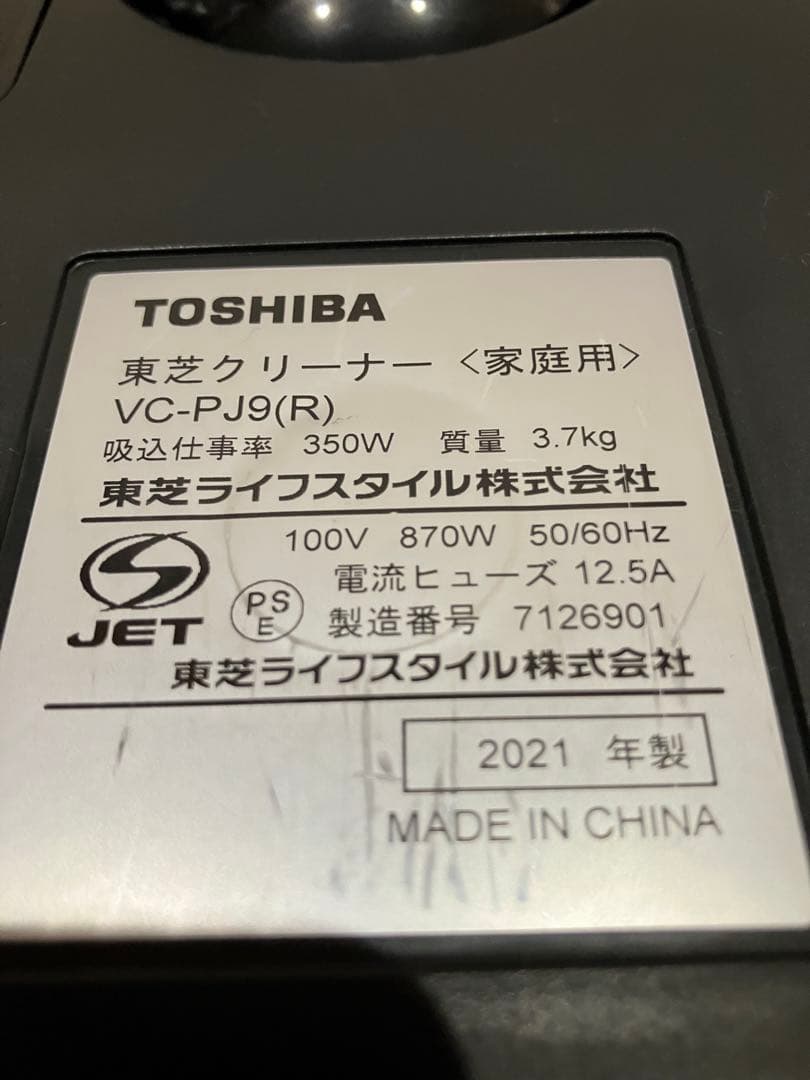 TOSHIBA
東芝クリーナー〈家庭用〉
VC-PJ9(R)
吸込仕事率 350W 質量 3.7kg
東芝ライフスタイル株式会社
100V 870W 50/60Hz
電流ヒューズ 12.5A
JET
PSE
製造番号 7126901
東芝ライフスタイル株式会社
2021 年製
MADE IN CHINA